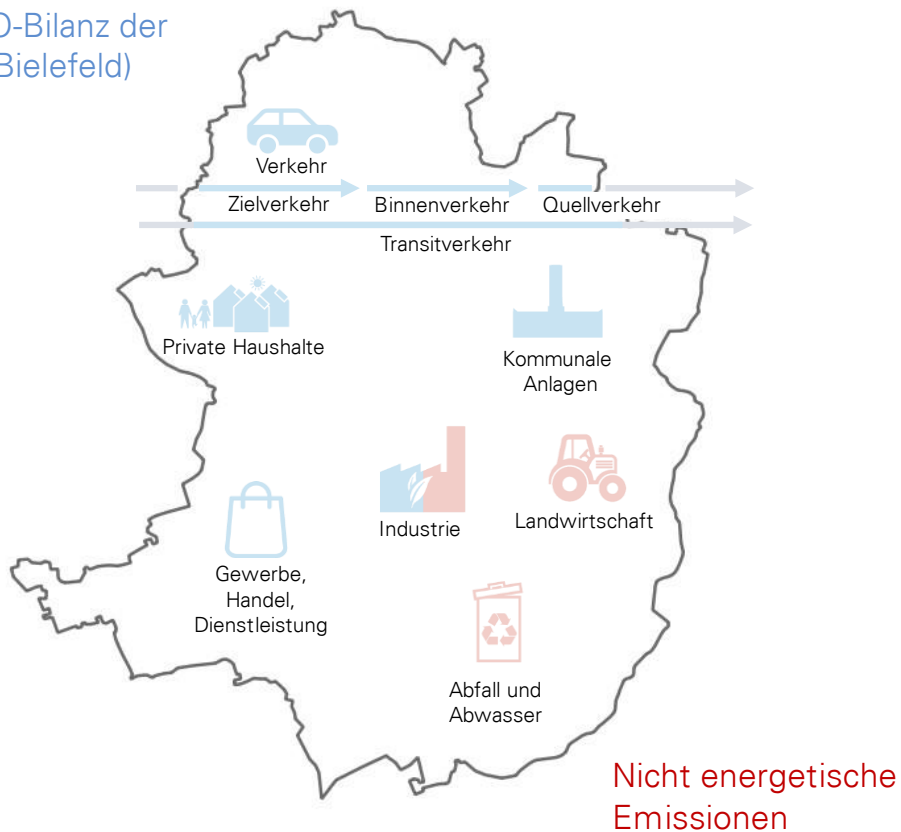 -Bilanz der
Bielefeld)
Verkehr
Zielverkehr
Binnenverkehr
Quellverkehr
Transitverkehr
Private Haushalte
Kommunale
Anlagen
Industrie
Landwirtschaft
Gewerbe,
Handel,
Dienstleistung
Abfall und
Abwasser
Nicht energetische
Emissionen